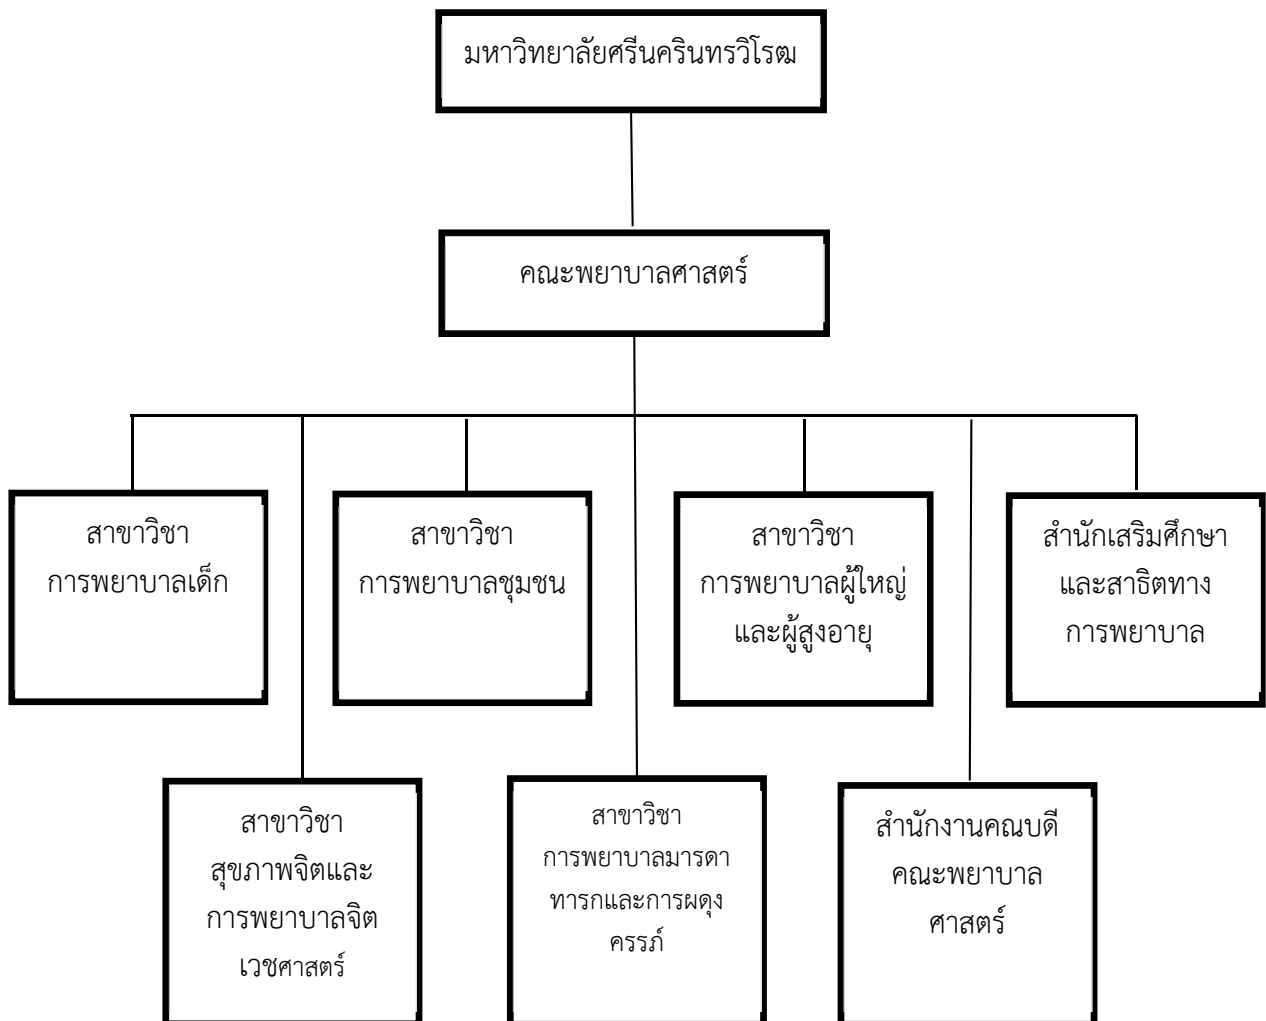 มหาวิทยาลัยศรีนครินทรวิโรฒ
คณะพยาบาลศาสตร์
สาขาวิชา
การพยาบาลเด็ก
สาขาวิชา
การพยาบาลชุมชน
สาขาวิชา
การพยาบาลผู้ใหญ่
และผู้สูงอายุ
สำนักเสริมศึกษา
และสาธิตทาง
การพยาบาล
สาขาวิชา
สุขภาพจิตและ
การพยาบาลจิต
เวชศาสตร์
สาขาวิชา
การพยาบาลมารดา
ทารกและการผดุง
ครรภ์
สำนักงานคณบดี
คณะพยาบาล
ศาสตร์